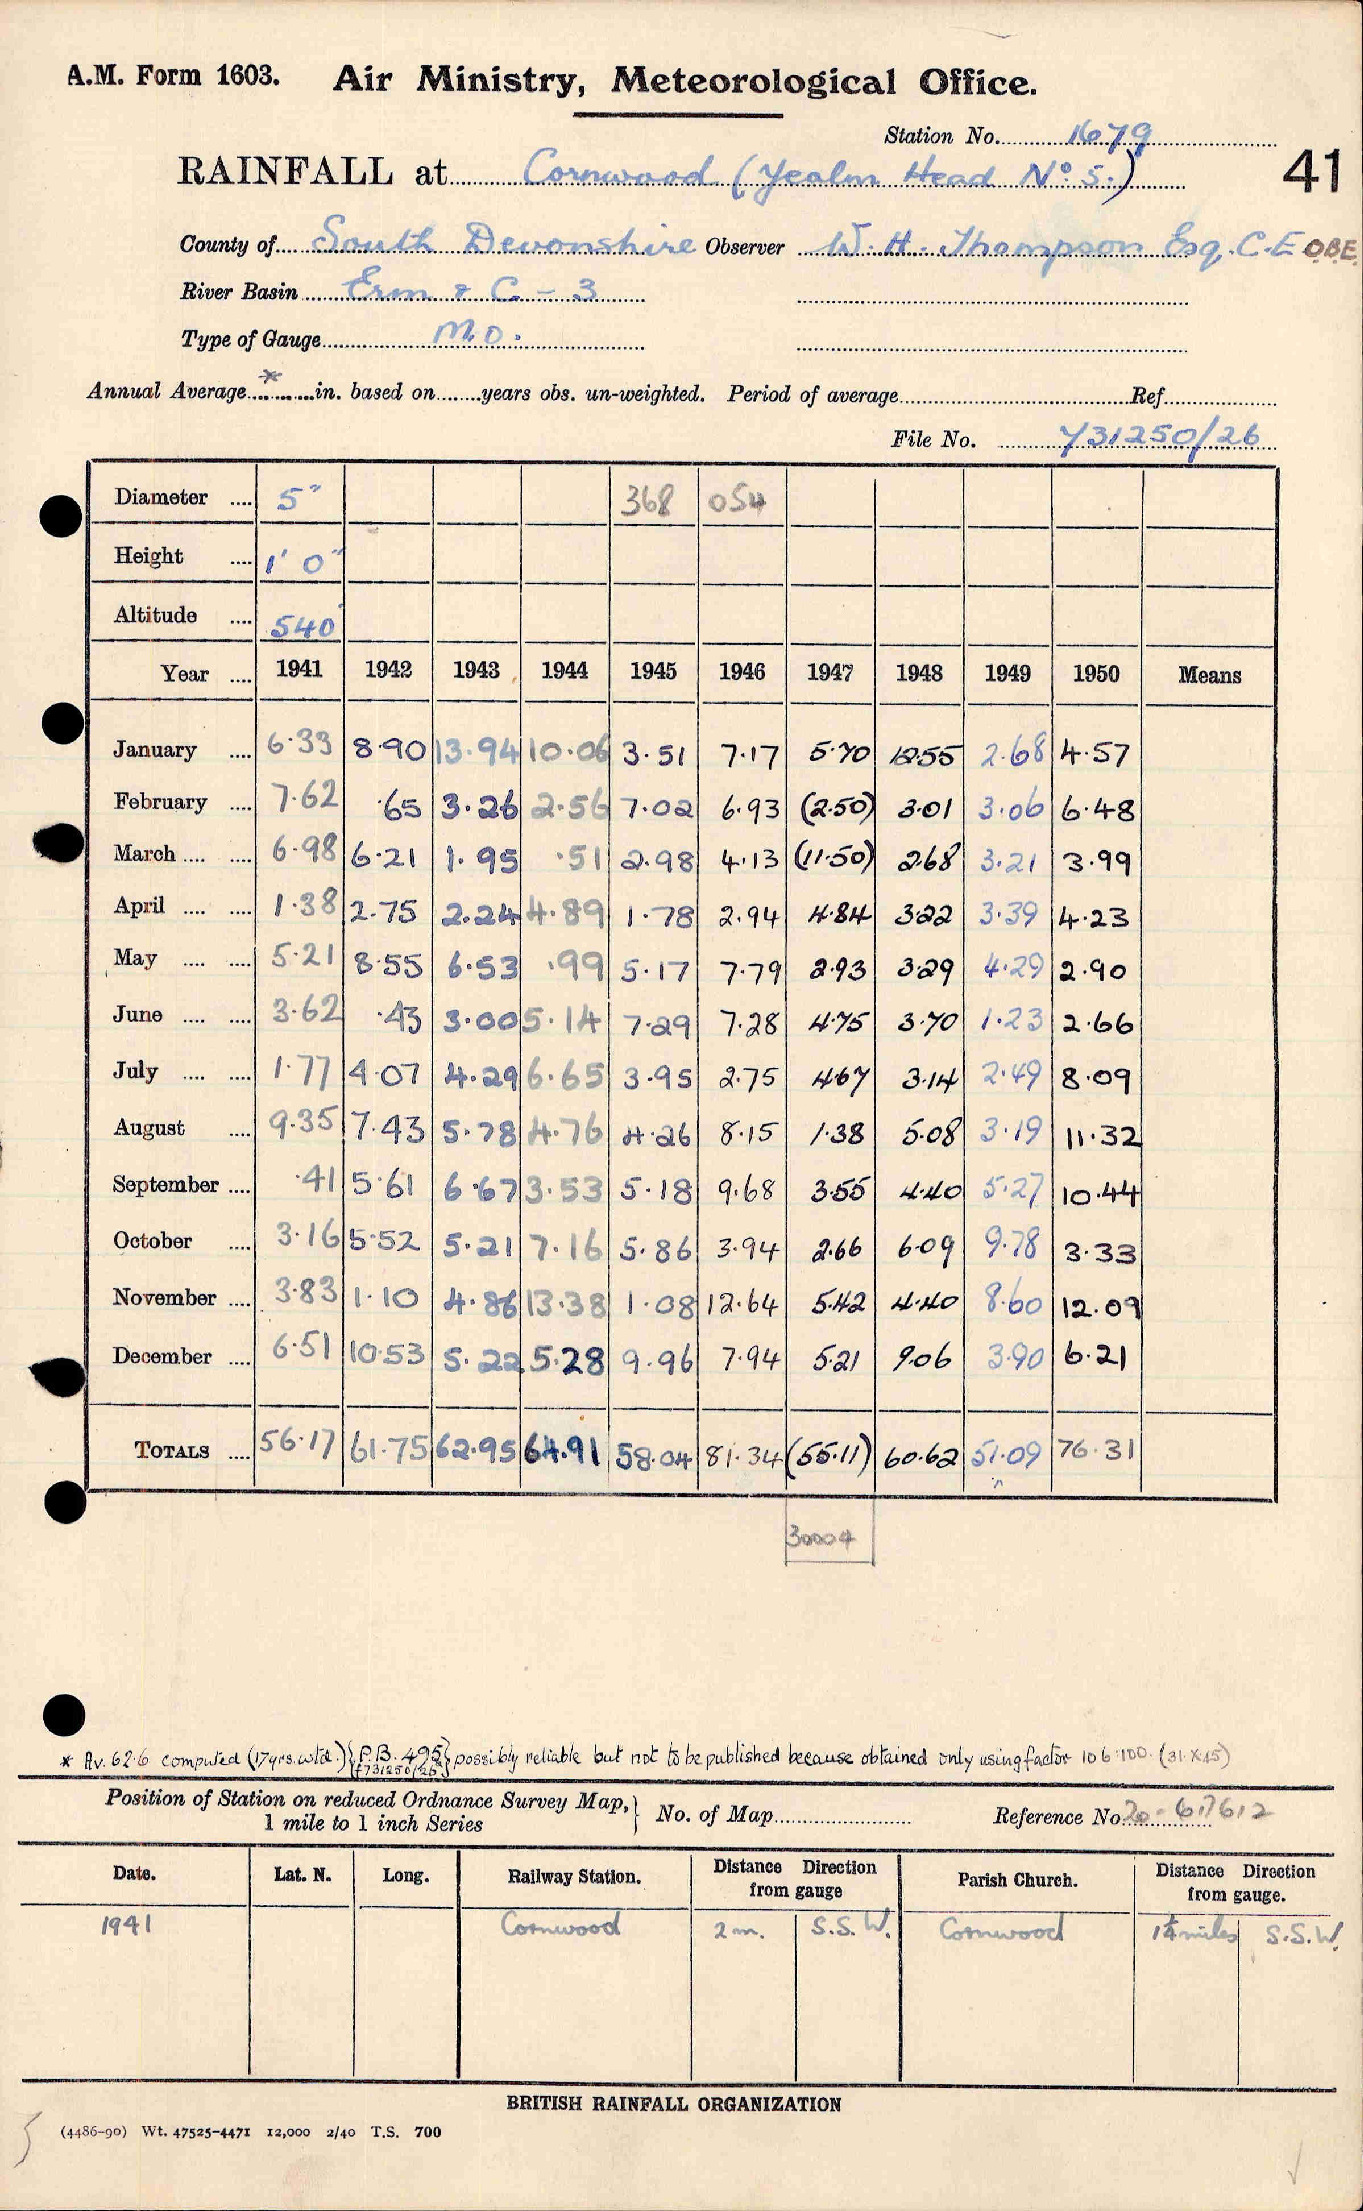 A.M. Form 1603. Air Ministry, Meteorological Office.
Station No. 1679
RAINFALL at Cornwood (Yealm Head No. 5.) 41
County of South Devonshire Observer W. H. Thompson Esq. C.E OBE
River Basin Erm & C - 3
Type of Gauge M.O.
Annual Average * in. based on years obs. un-weighted. Period of average Ref
File No. 731250/26
Diameter .... 5" 368 054
Height .... 1' 0"
Altitude .... 540'
Year .... 1941 1942 1943 1944 1945 1946 1947 1948 1949 1950 Means
January .... 6.33 8.90 13.94 10.06 3.51 7.17 5.70 12.55 2.68 4.57
February .... 7.62 .65 3.26 2.56 7.02 6.93 (2.50) 3.01 3.06 6.48
March .... .... 6.98 6.21 1.95 .51 2.98 4.13 (11.50) 2.68 3.21 3.99
April .... .... 1.38 2.75 2.24 4.89 1.78 2.94 4.84 3.22 3.39 4.23
May .... .... 5.21 8.55 6.53 .99 5.17 7.79 2.93 3.29 4.29 2.90
June .... .... 3.62 .43 3.00 5.14 7.29 7.28 4.75 3.70 1.23 2.66
July .... .... 1.77 4.07 4.29 6.65 3.95 2.75 4.67 3.14 2.49 8.09
August .... 9.35 7.43 5.78 4.76 4.26 8.15 1.38 5.08 3.19 11.32
September .... .41 5.61 6.67 3.53 5.18 9.68 3.55 4.40 5.27 10.44
October .... 3.16 5.52 5.21 7.16 5.86 3.94 2.66 6.09 9.78 3.33
November .... 3.83 1.10 4.86 13.38 1.08 12.64 5.42 4.40 8.60 12.09
December .... 6.51 10.53 5.22 5.28 9.96 7.94 5.21 9.06 3.90 6.21
TOTALS .... 56.17 61.75 62.95 64.91 58.04 81.34 (55.11) 60.62 51.09 76.31
30004
* Av. 62.6 computed (17yrs. wtd.) {P.B. 495 f731250/26} possibly reliable but not to be published because obtained only using factor 106:100. (31.X.45)
Position of Station on reduced Ordnance Survey Map, 1 mile to 1 inch Series } No. of Map Reference No. 20-617612
Date. Lat. N. Long. Railway Station. Distance Direction from gauge Parish Church. Distance Direction from gauge.
1941 Cornwood 2 m. S.S.W. Cornwood 1¼ miles S.S.W.
BRITISH RAINFALL ORGANIZATION
(4486-90) Wt. 47525-4471 12,000 2/40 T.S. 700